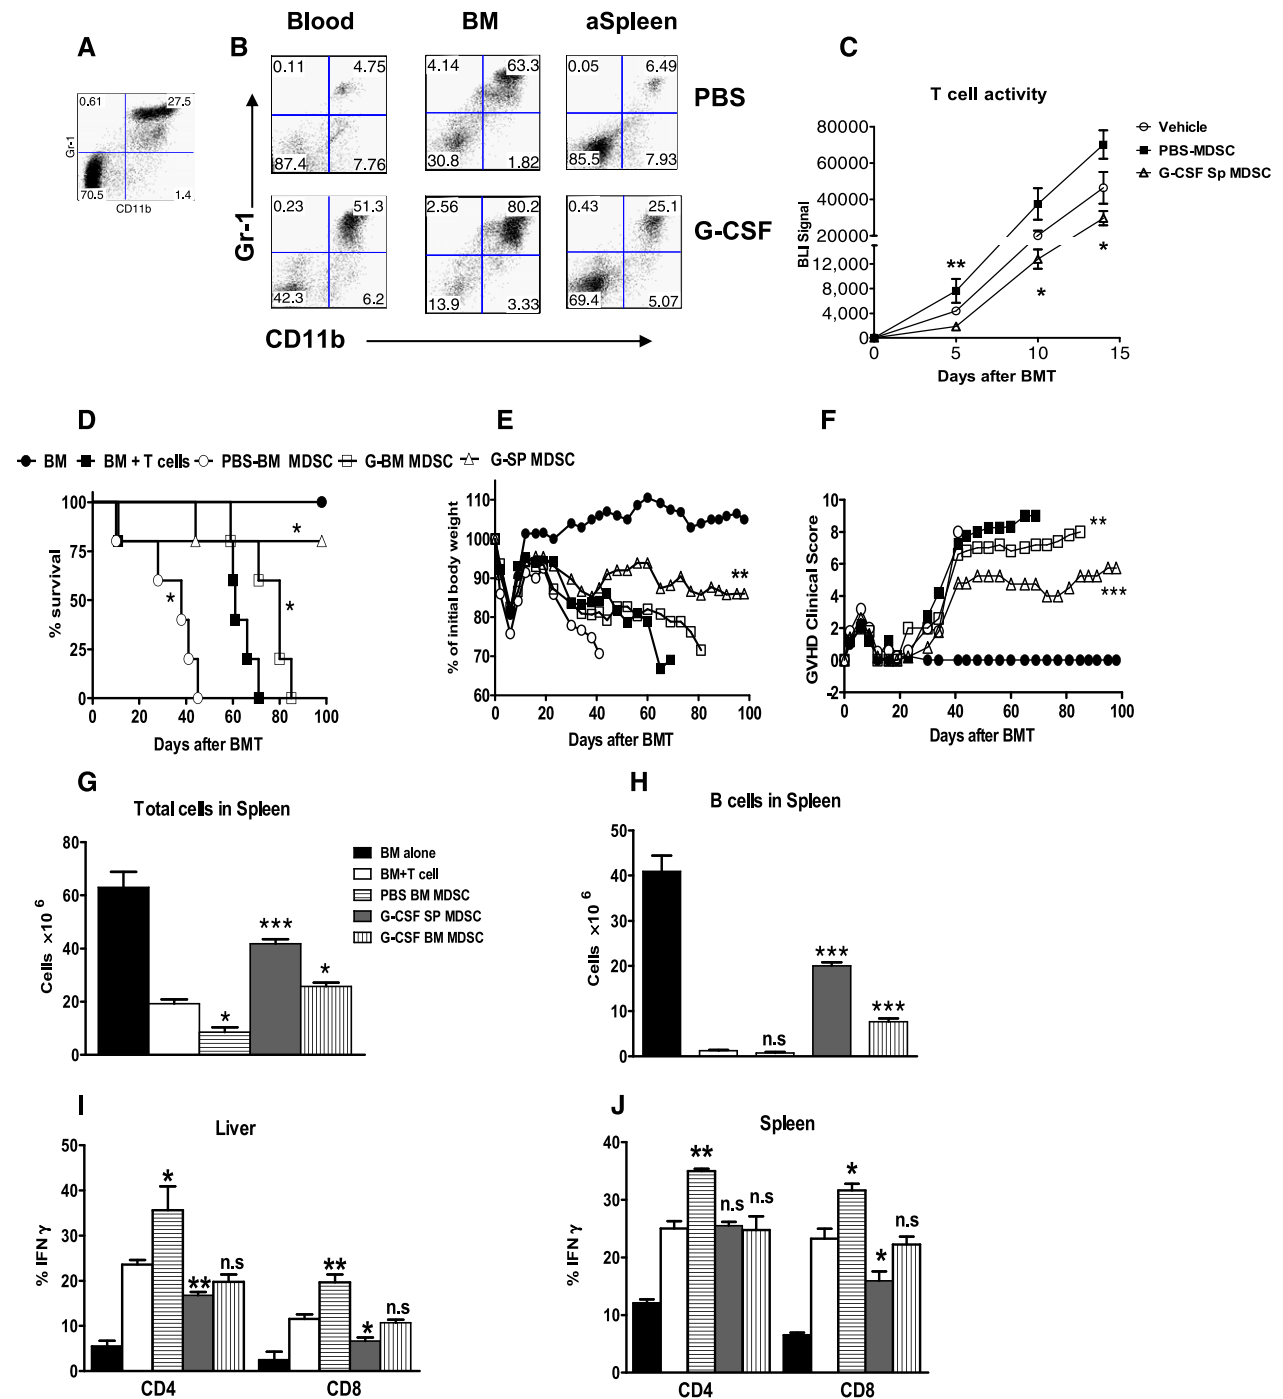 A
0.61 27.5
Gr-1
70.5 1.4
CD11b
B
Blood BM aSpleen
0.11 4.75
87.4 7.76
4.14 63.3
30.8 1.82
0.05 6.49
85.5 7.93
PBS
0.23 51.3
42.3 6.2
2.56 80.2
13.9 3.33
0.43 25.1
69.4 5.07
G-CSF
Gr-1
CD11b
C
T cell activity
80000
60000
40000
20000
12,000
8,000
4,000
0
BLI Signal
** * *
0 5 10 15
Days after BMT
Vehicle
PBS-MDSC
G-CSF Sp MDSC
D
BM BM + T cells PBS-BM MDSC G-BM MDSC G-SP MDSC
100
75
50
25
0
% survival
* * *
0 20 40 60 80 100
Days after BMT
E
110
100
90
80
70
60
% of initial body weight
**
0 20 40 60 80 100
Days after BMT
F
10
8
6
4
2
0
-2
GVHD Clinical Score
**
***
0 20 40 60 80 100
Days after BMT
G
Total cells in Spleen
80
60
40
20
0
Cells ×10 6
* *** *
BM alone
BM+T cell
PBS BM MDSC
G-CSF SP MDSC
G-CSF BM MDSC
H
B cells in Spleen
50
40
30
20
10
0
Cells ×10 6
n.s *** ***
I
Liver
50
40
30
20
10
0
% IFN γ
* ** n.s ** * n.s
CD4 CD8
J
Spleen
40
30
20
10
0
% IFN γ
** n.s n.s * * n.s
CD4 CD8